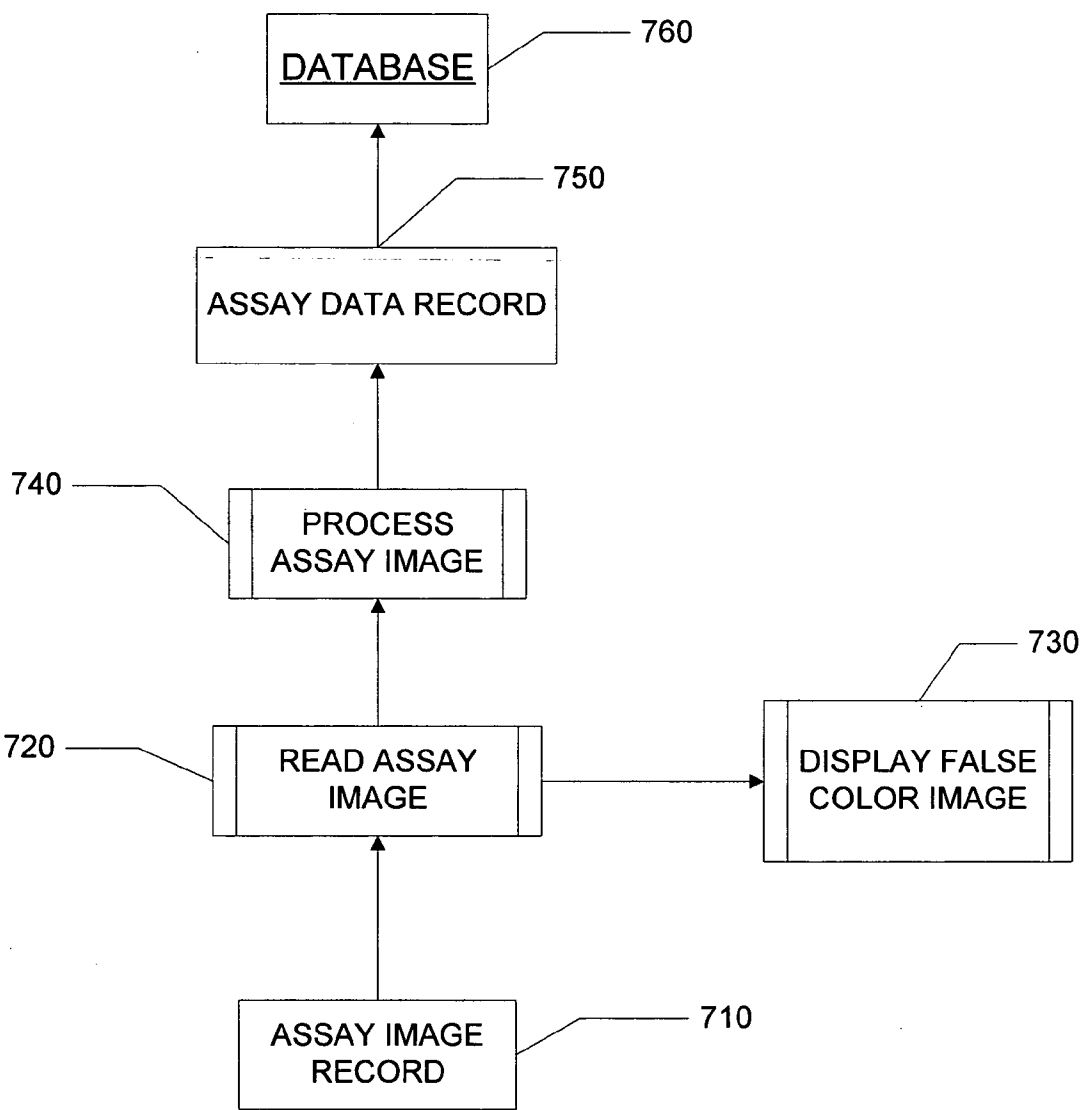 760
DATABASE
750
ASSAY DATA RECORD
740
PROCESS
ASSAY IMAGE
730
720
READ ASSAY
IMAGE
DISPLAY FALSE
COLOR IMAGE
710
ASSAY IMAGE
RECORD